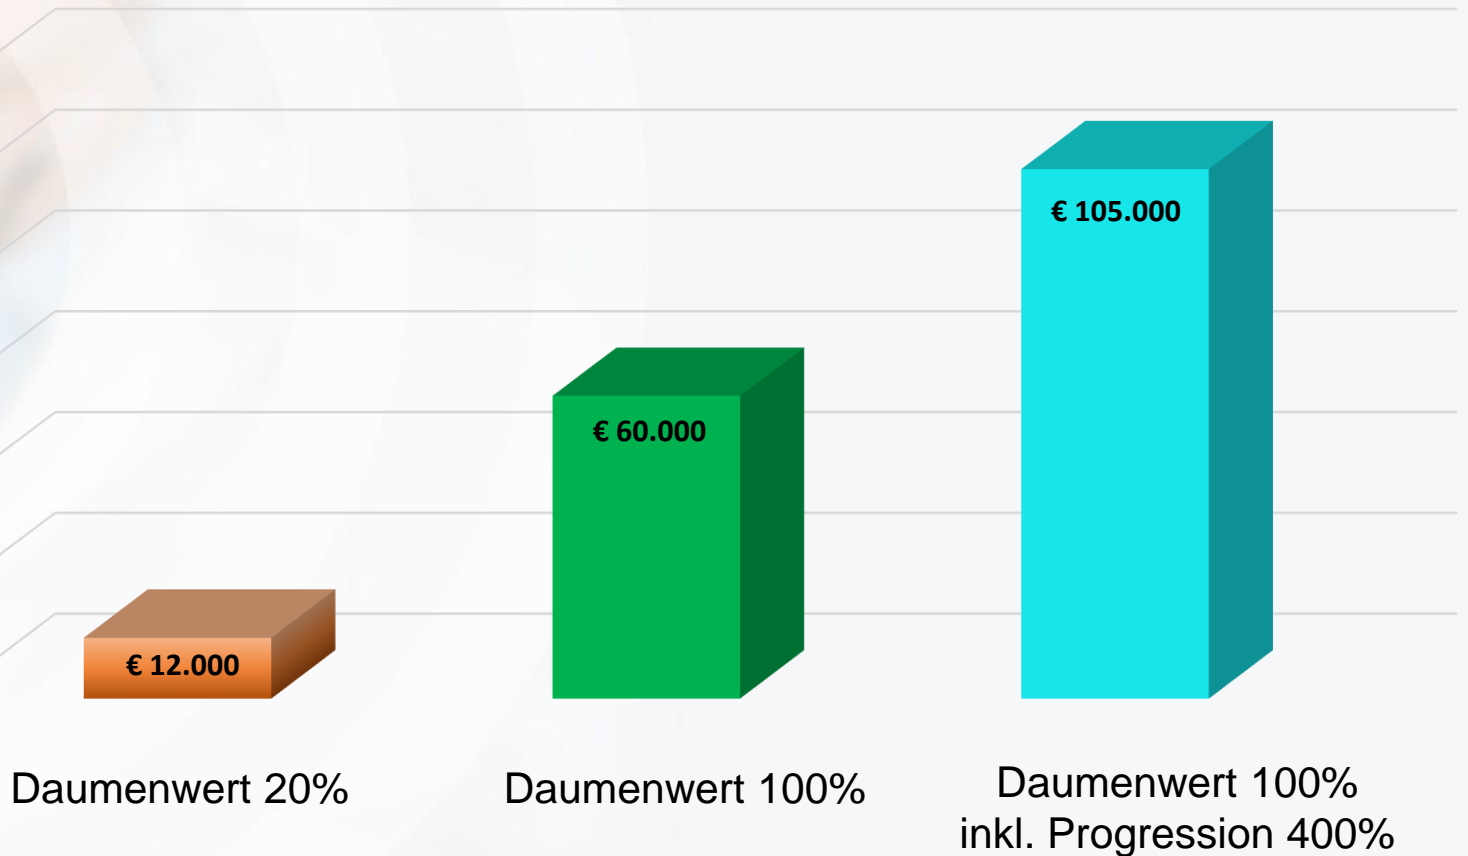 € 105.000
€ 60.000
€ 12.000
Daumenwert 20%
Daumenwert 100%
Daumenwert 100%
inkl. Progression 400%